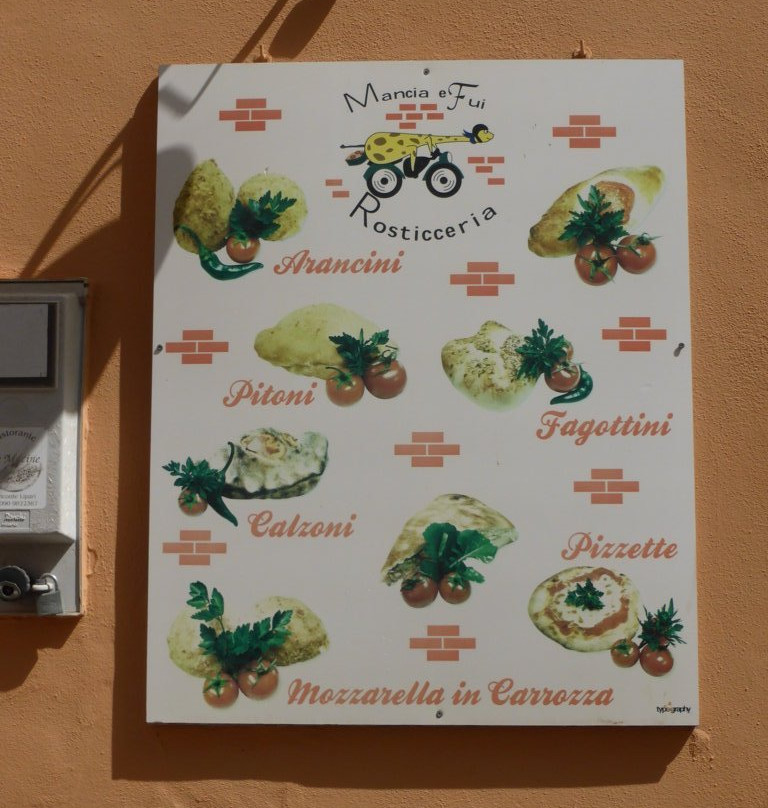 Mancia e Fui
Rosticceria
Arancini
Pitoni
Fagottini
Calzoni
Pizzette
Mozzarella in Carrozza
typography